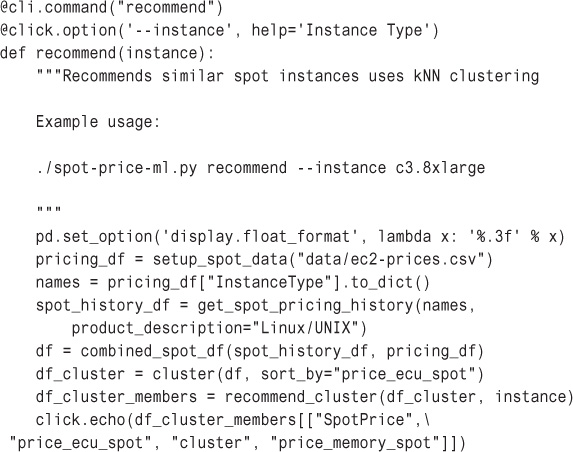 @cli.command("recommend")
@click.option('--instance', help='Instance Type')
def recommend(instance):
    """Recommends similar spot instances uses kNN clustering

    Example usage:

    ./spot-price-ml.py recommend --instance c3.8xlarge

    """
    pd.set_option('display.float_format', lambda x: '%.3f' % x)
    pricing_df = setup_spot_data("data/ec2-prices.csv")
    names = pricing_df["InstanceType"].to_dict()
    spot_history_df = get_spot_pricing_history(names,
        product_description="Linux/UNIX")
    df = combined_spot_df(spot_history_df, pricing_df)
    df_cluster = cluster(df, sort_by="price_ecu_spot")
    df_cluster_members = recommend_cluster(df_cluster, instance)
    click.echo(df_cluster_members[["SpotPrice",\
 "price_ecu_spot", "cluster", "price_memory_spot"]])